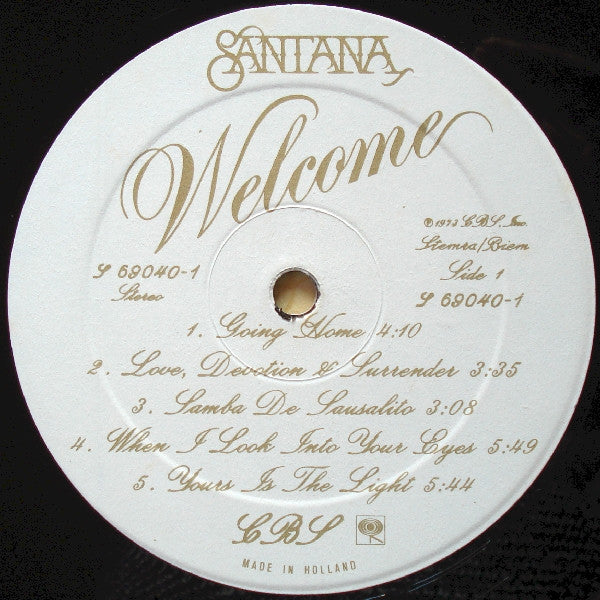 SANTANA
Welcome
℗ 1973 CBS, Inc.
Stemra/Biem
S 69040-1
Stereo
Side 1
S 69040-1
1. Going Home 4:10
2. Love, Devotion & Surrender 3:35
3. Samba De Sausalito 3:08
4. When I Look Into Your Eyes 5:49
5. Yours Is The Light 5:44
CBS
MADE IN HOLLAND